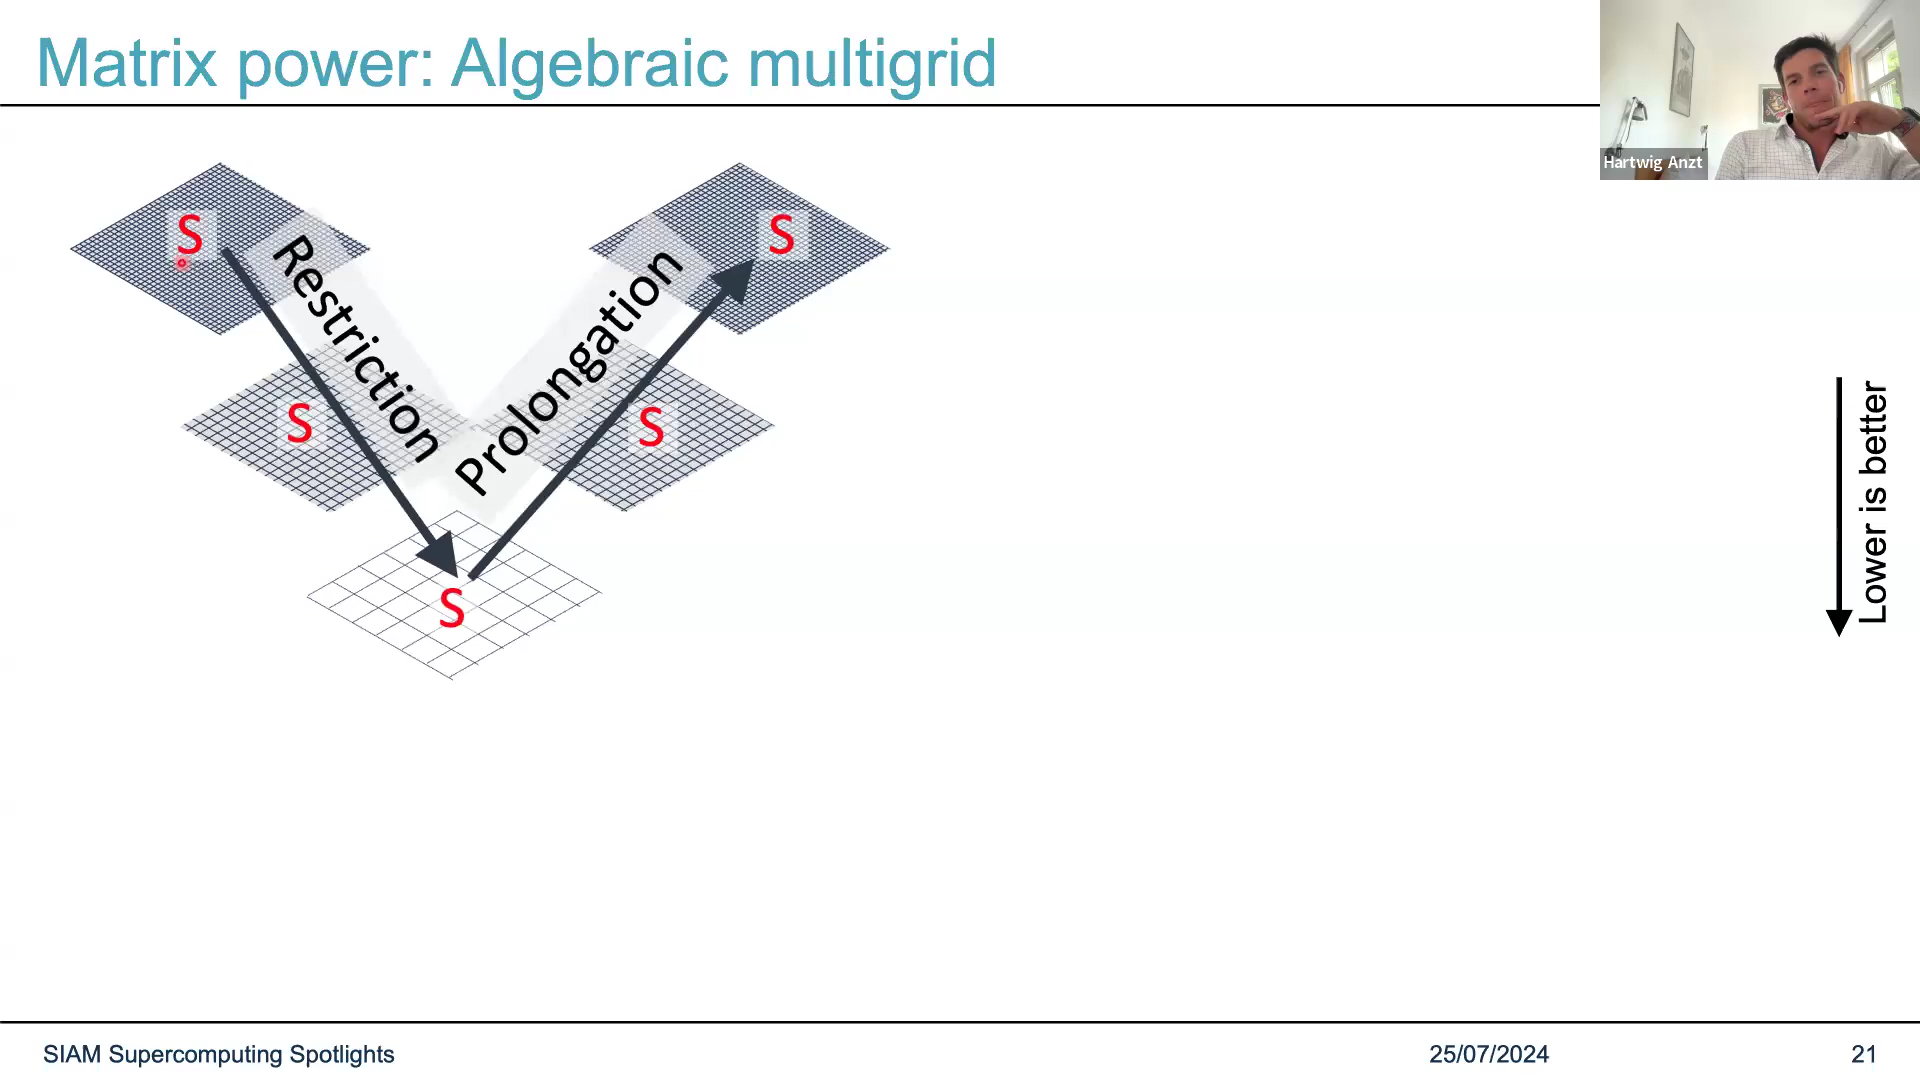 Matrix power: Algebraic multigrid
Hartwig Anzt
S
S
Restriction
Prolongation
S
S
S
Lower is better
SIAM Supercomputing Spotlights
25/07/2024
21